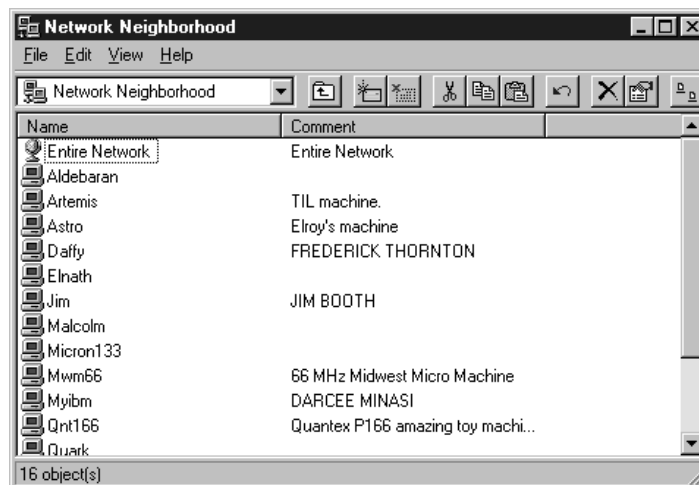 Network Neighborhood
File Edit View Help
Network Neighborhood
Name Comment
Entire Network Entire Network
Aldebaran
Artemis TIL machine.
Astro Elroy's machine
Daffy FREDERICK THORNTON
Elnath
Jim JIM BOOTH
Malcolm
Micron133
Mwm66 66 MHz Midwest Micro Machine
Myibm DARCEE MINASI
Qnt166 Quantex P166 amazing toy machi...
Quark
16 object(s)